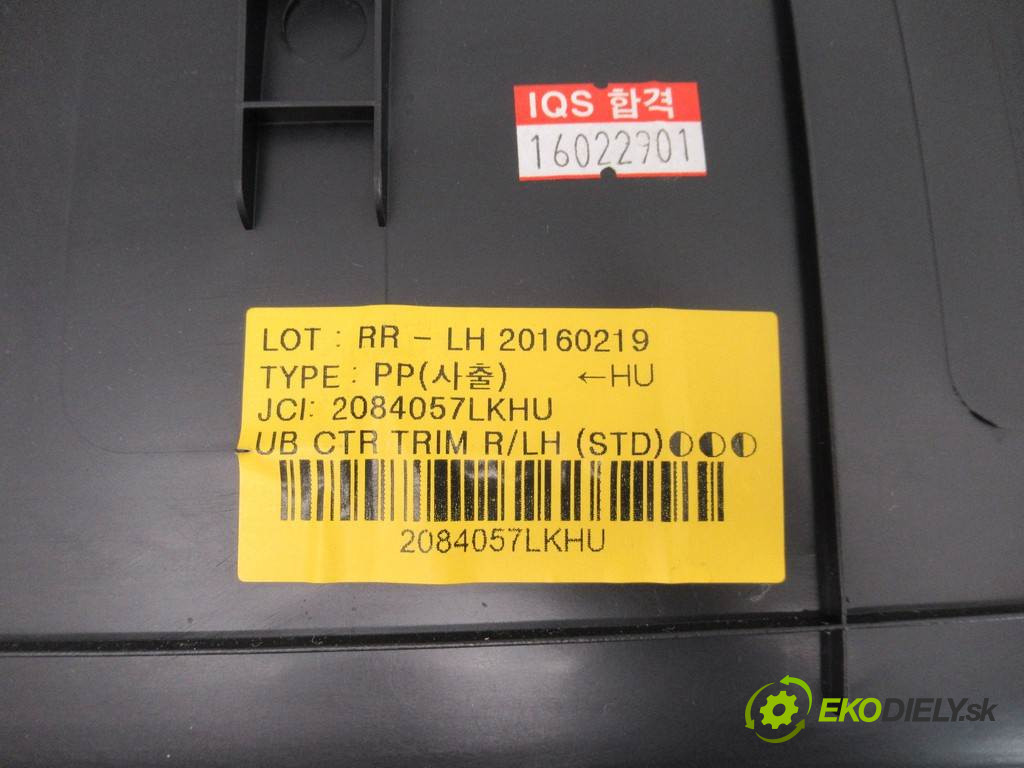 IQS 합격
16022901
LOT : RR - LH 20160219
TYPE : PP(사출) ←HU
JCI: 2084057LKHU
UB CTR TRIM R/LH (STD)◐◐◐
2084057LKHU
EKODIELY.sk